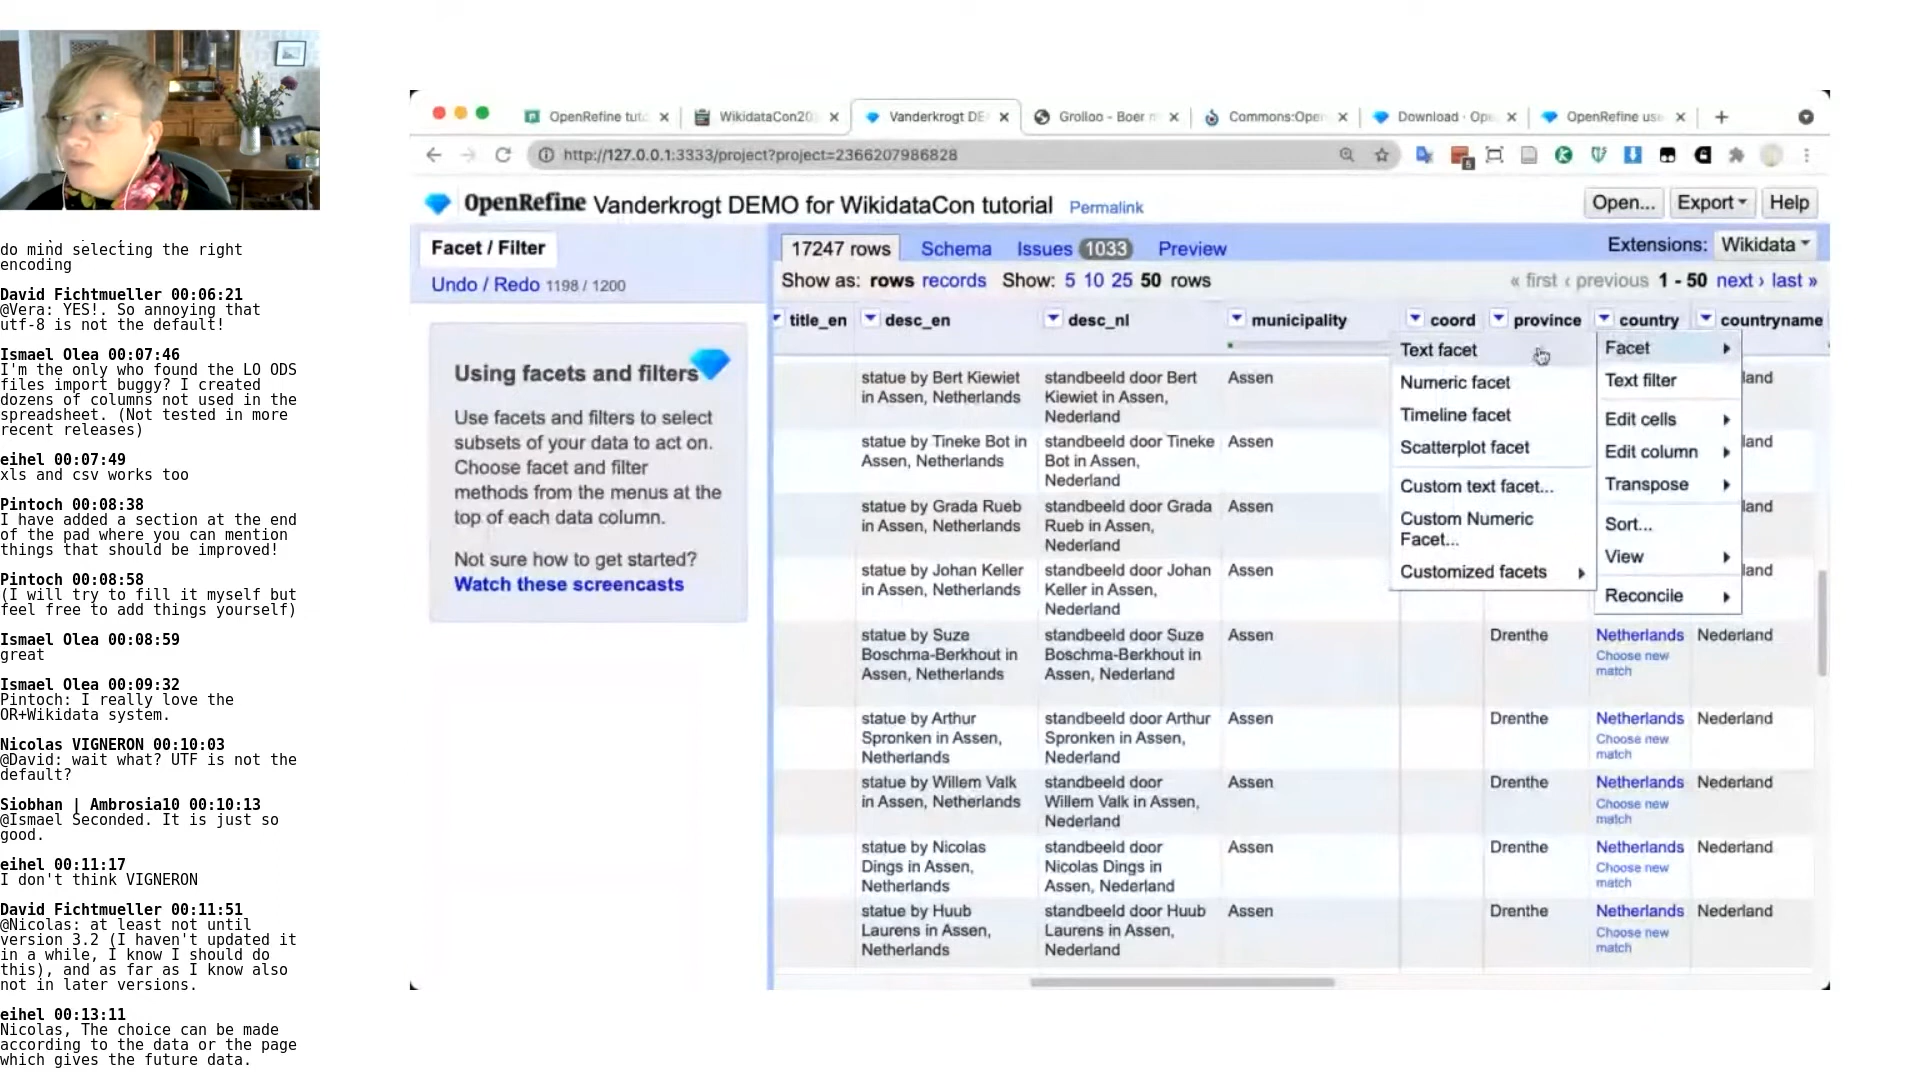 do mind selecting the right
encoding
David Fichtmueller 00:06:21
@Vera: YES!. So annoying that
utf-8 is not the default!
Ismael Olea 00:07:46
I'm the only who found the LO ODS
files import buggy? I created
dozens of columns not used in the
spreadsheet. (Not tested in more
recent releases)
eihel 00:07:49
xls and csv works too
Pintoch 00:08:38
I have added a section at the end
of the pad where you can mention
things that should be improved!
Pintoch 00:08:58
(I will try to fill it myself but
feel free to add things yourself)
Ismael Olea 00:08:59
great
Ismael Olea 00:09:32
Pintoch: I really love the
OR+Wikidata system.
Nicolas VIGNERON 00:10:03
@David: wait what? UTF is not the
default?
Siobhan | Ambrosia10 00:10:13
@Ismael Seconded. It is just so
good.
eihel 00:11:17
I don't think VIGNERON
David Fichtmueller 00:11:51
@Nicolas: at least not until
version 3.2 (I haven't updated it
in a while, I know I should do
this), and as far as I know also
not in later versions.
eihel 00:13:11
Nicolas, The choice can be made
according to the data or the page
which gives the future data.
OpenRefine tuto
WikidataCon20
Vanderkrogt DE
Grolloo - Boer m
Commons:Open
Download · Ope
OpenRefine use
http://127.0.0.1:3333/project?project=2366207986828
OpenRefine Vanderkrogt DEMO for WikidataCon tutorial Permalink
Open... Export Help
Facet / Filter
Undo / Redo 1198 / 1200
17247 rows Schema Issues 1033 Preview
Extensions: Wikidata
Show as: rows records Show: 5 10 25 50 rows
« first ‹ previous 1 - 50 next › last »
Using facets and filters
Use facets and filters to select
subsets of your data to act on.
Choose facet and filter
methods from the menus at the
top of each data column.
Not sure how to get started?
Watch these screencasts
title_en desc_en desc_nl municipality coord province country countryname
Text facet
Numeric facet
Timeline facet
Scatterplot facet
Custom text facet...
Custom Numeric
Facet...
Customized facets
Facet
Text filter
Edit cells
Edit column
Transpose
Sort...
View
Reconcile
statue by Bert Kiewiet
in Assen, Netherlands
standbeeld door Bert
Kiewiet in Assen,
Nederland
Assen
land
statue by Tineke Bot in
Assen, Netherlands
standbeeld door Tineke
Bot in Assen,
Nederland
Assen
land
statue by Grada Rueb
in Assen, Netherlands
standbeeld door Grada
Rueb in Assen,
Nederland
Assen
land
statue by Johan Keller
in Assen, Netherlands
standbeeld door Johan
Keller in Assen,
Nederland
Assen
land
statue by Suze
Boschma-Berkhout in
Assen, Netherlands
standbeeld door Suze
Boschma-Berkhout in
Assen, Nederland
Assen
Drenthe
Netherlands
Choose new
match
Nederland
statue by Arthur
Spronken in Assen,
Netherlands
standbeeld door Arthur
Spronken in Assen,
Nederland
Assen
Drenthe
Netherlands
Choose new
match
Nederland
statue by Willem Valk
in Assen, Netherlands
standbeeld door
Willem Valk in Assen,
Nederland
Assen
Drenthe
Netherlands
Choose new
match
Nederland
statue by Nicolas
Dings in Assen,
Netherlands
standbeeld door
Nicolas Dings in
Assen, Nederland
Assen
Drenthe
Netherlands
Choose new
match
Nederland
statue by Huub
Laurens in Assen,
Netherlands
standbeeld door Huub
Laurens in Assen,
Nederland
Assen
Drenthe
Netherlands
Choose new
match
Nederland